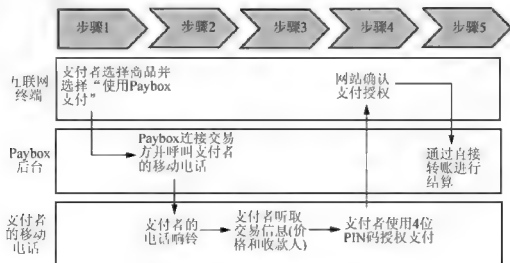 步骤1
步骤2
步骤3
步骤4
步骤5
互联网
终端
支付者选择商品并
选择“使用Paybox
支付”
网站确认
支付授权
Paybox
后台
Paybox连接交易
方并呼叫支付者
的移动电话
通过直接
转账进行
结算
支付者
的移动
电话
支付者的
电话响铃
支付者听取
交易信息(价
格和收款人)
支付者使用4位
PIN码授权支付